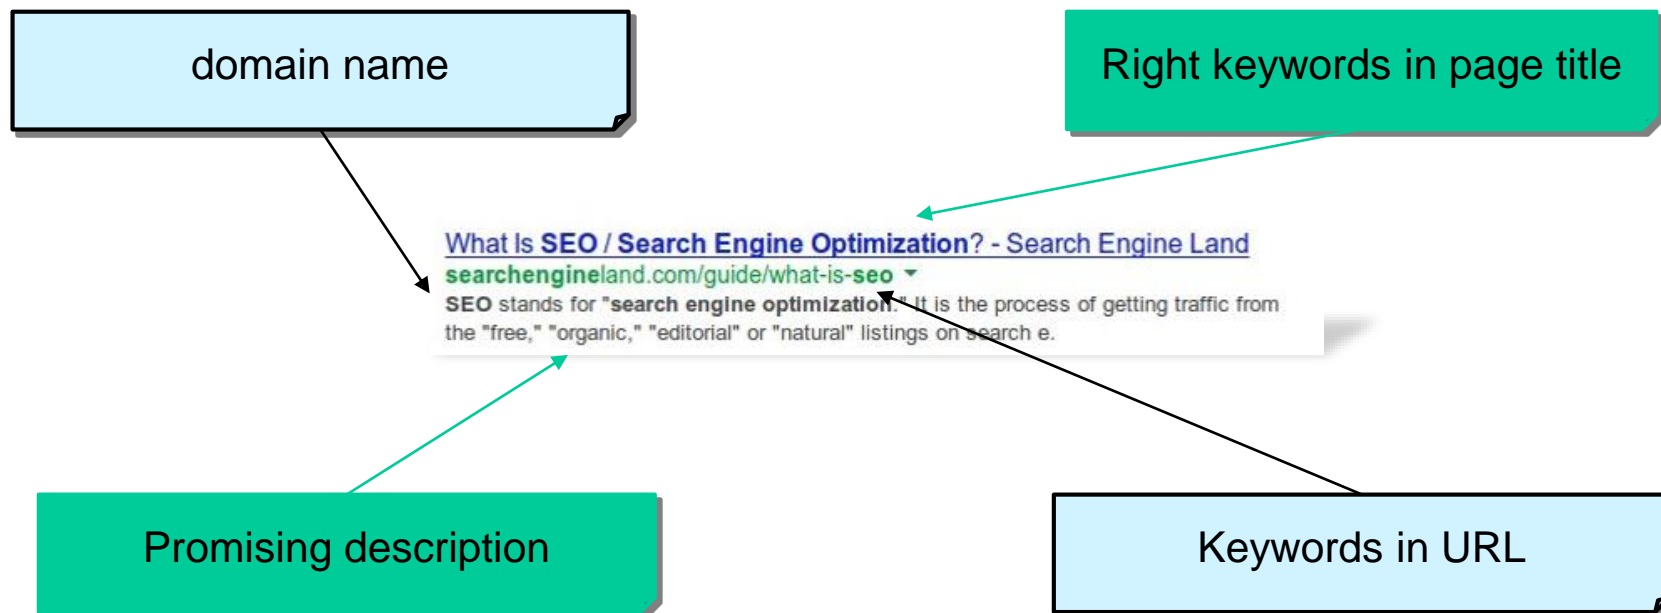 domain name
Right keywords in page title
What Is SEO / Search Engine Optimization? - Search Engine Land
searchengineland.com/guide/what-is-seo
SEO stands for "search engine optimization." It is the process of getting traffic from
the "free," "organic," "editorial" or "natural" listings on search e.
Promising description
Keywords in URL